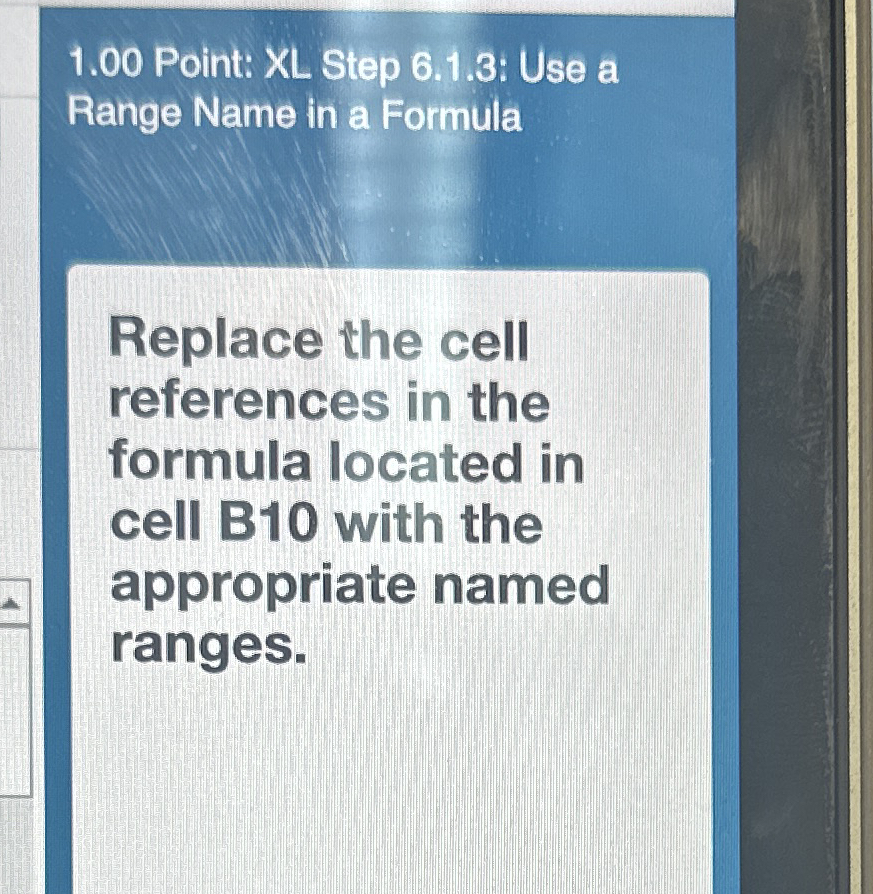 1.00 Point: XL Step 6.1.3: Use a
Range Name in a Formula
Replace the cell
references in the
formula located in
cell B10 with the
appropriate named
ranges.